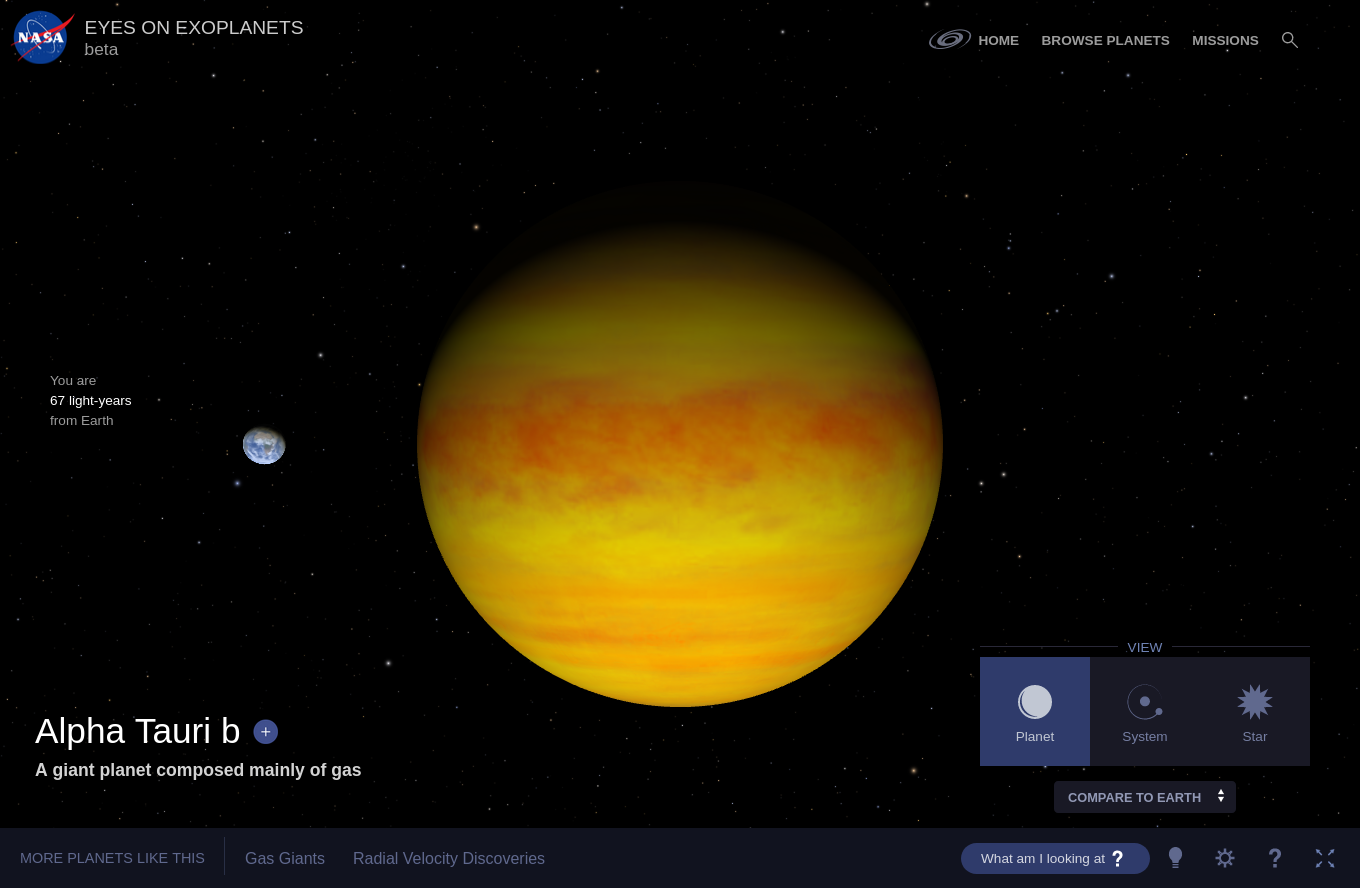 NASA
EYES ON EXOPLANETS
beta
HOME
BROWSE PLANETS
MISSIONS
You are
67 light-years
from Earth
VIEW
Planet
System
Star
COMPARE TO EARTH
Alpha Tauri b +
A giant planet composed mainly of gas
MORE PLANETS LIKE THIS
Gas Giants
Radial Velocity Discoveries
What am I looking at ?
?